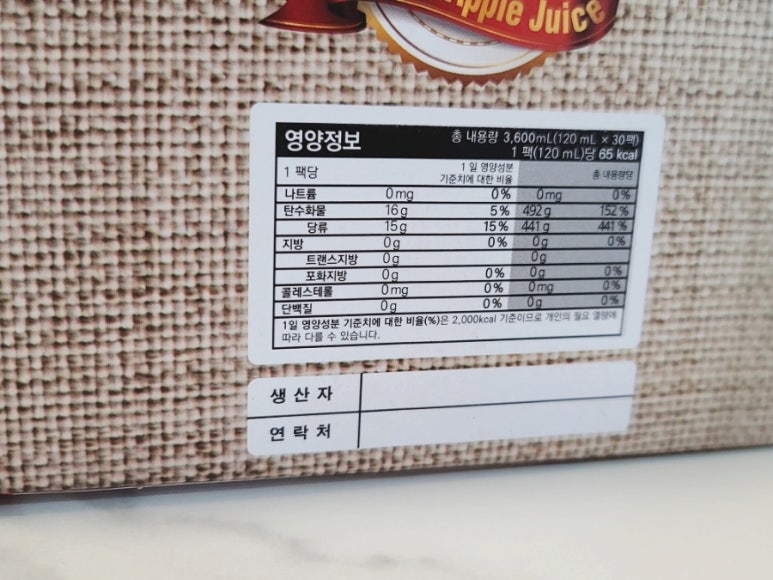 Apple Juice
영양정보 총 내용량 3,600mL(120 mL × 30팩)
1 팩(120 mL)당 65 kcal
1 팩당 1일 영양성분 기준치에 대한 비율 총 내용량당
나트륨 0mg 0% 0mg 0%
탄수화물 16g 5% 492g 152%
당류 15g 15% 441g 441%
지방 0g 0% 0g 0%
트랜스지방 0g 0g
포화지방 0g 0% 0g 0%
콜레스테롤 0mg 0% 0mg 0%
단백질 0g 0% 0g 0%
1일 영양성분 기준치에 대한 비율(%)은 2,000kcal 기준이므로 개인의 필요 열량에
따라 다를 수 있습니다.
생산자
연락처